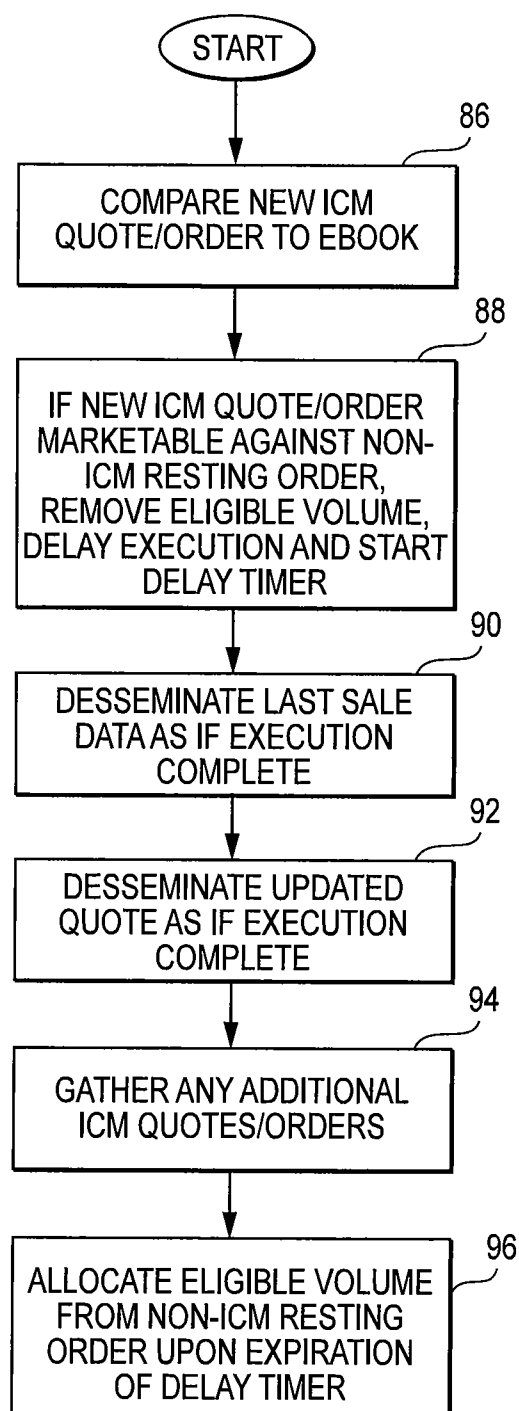 START
86
COMPARE NEW ICM
QUOTE/ORDER TO EBOOK
88
IF NEW ICM QUOTE/ORDER
MARKETABLE AGAINST NON-
ICM RESTING ORDER,
REMOVE ELIGIBLE VOLUME,
DELAY EXECUTION AND START
DELAY TIMER
90
DESSEMINATE LAST SALE
DATA AS IF EXECUTION
COMPLETE
92
DESSEMINATE UPDATED
QUOTE AS IF EXECUTION
COMPLETE
94
GATHER ANY ADDITIONAL
ICM QUOTES/ORDERS
96
ALLOCATE ELIGIBLE VOLUME
FROM NON-ICM RESTING
ORDER UPON EXPIRATION
OF DELAY TIMER